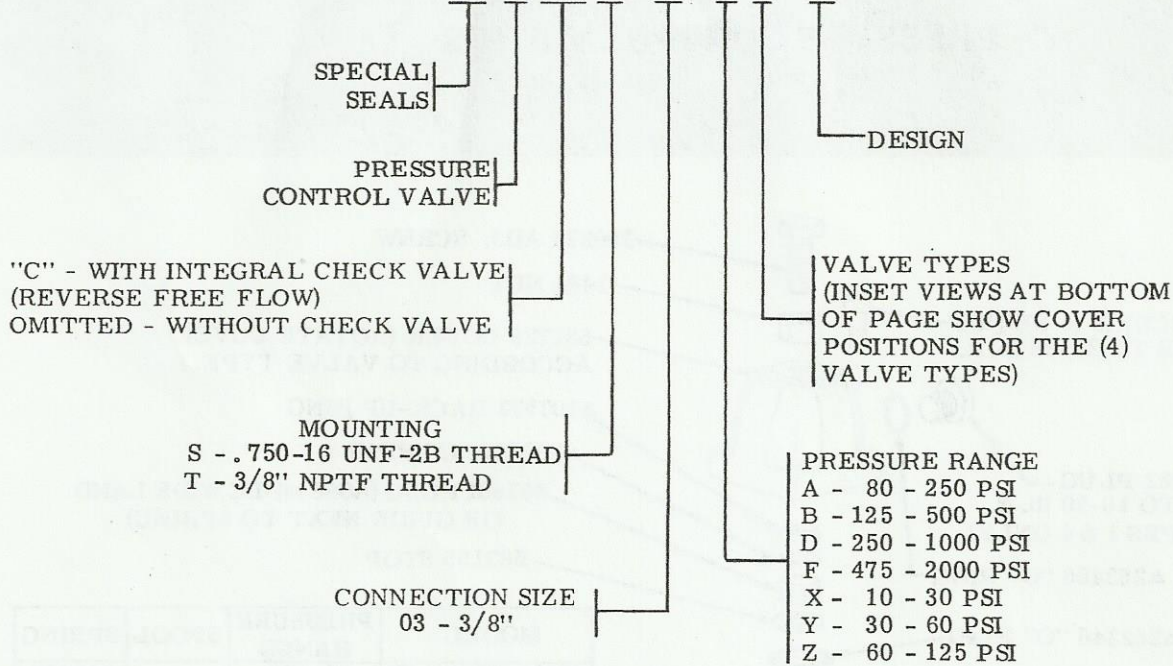 SPECIAL
SEALS
DESIGN
PRESSURE
CONTROL VALVE
"C" - WITH INTEGRAL CHECK VALVE
(REVERSE FREE FLOW)
OMITTED - WITHOUT CHECK VALVE
VALVE TYPES
(INSET VIEWS AT BOTTOM
OF PAGE SHOW COVER
POSITIONS FOR THE (4)
VALVE TYPES)
MOUNTING
S - .750-16 UNF-2B THREAD
T - 3/8" NPTF THREAD
PRESSURE RANGE
A - 80 - 250 PSI
B - 125 - 500 PSI
D - 250 - 1000 PSI
F - 475 - 2000 PSI
X - 10 - 30 PSI
Y - 30 - 60 PSI
Z - 60 - 125 PSI
CONNECTION SIZE
03 - 3/8"